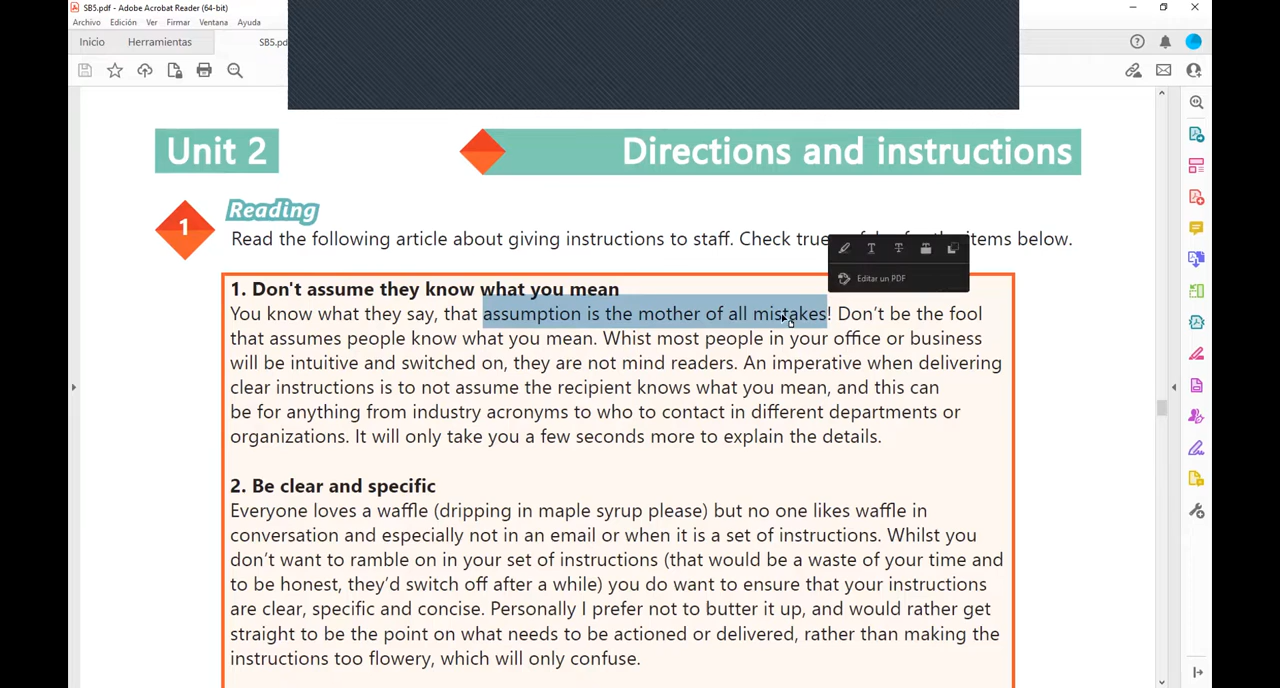 SB5.pdf - Adobe Acrobat Reader (64-bit)
Archivo Edición Ver Firmar Ventana Ayuda
Inicio Herramientas SB5.pd
Unit 2
Directions and instructions
1
Reading
Read the following article about giving instructions to staff. Check true items below.
Editar un PDF
1. Don't assume they know what you mean
You know what they say, that assumption is the mother of all mistakes! Don’t be the fool
that assumes people know what you mean. Whist most people in your office or business
will be intuitive and switched on, they are not mind readers. An imperative when delivering
clear instructions is to not assume the recipient knows what you mean, and this can
be for anything from industry acronyms to who to contact in different departments or
organizations. It will only take you a few seconds more to explain the details.
2. Be clear and specific
Everyone loves a waffle (dripping in maple syrup please) but no one likes waffle in
conversation and especially not in an email or when it is a set of instructions. Whilst you
don’t want to ramble on in your set of instructions (that would be a waste of your time and
to be honest, they’d switch off after a while) you do want to ensure that your instructions
are clear, specific and concise. Personally I prefer not to butter it up, and would rather get
straight to be the point on what needs to be actioned or delivered, rather than making the
instructions too flowery, which will only confuse.